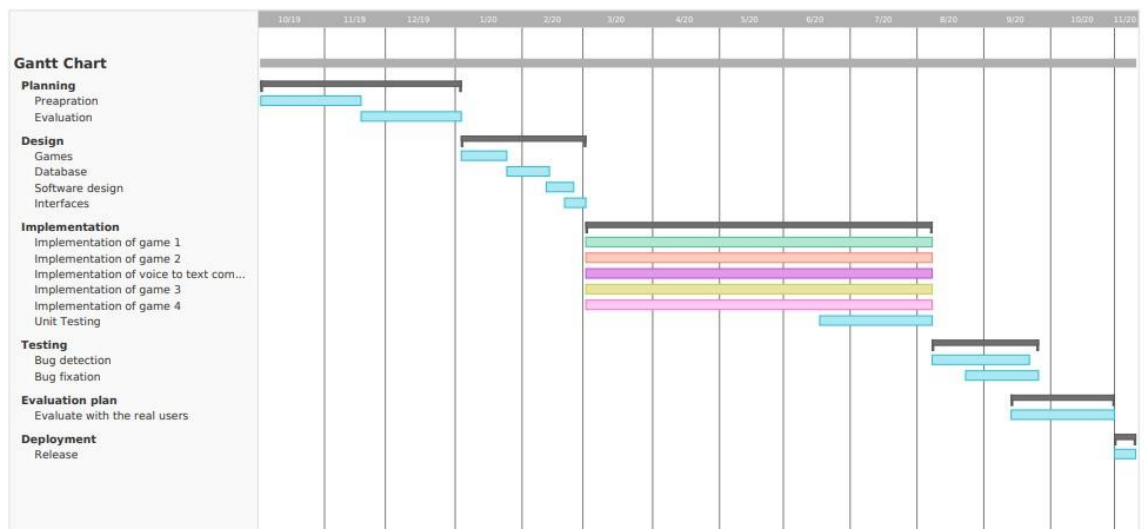 10/19 11/19 12/19 1/20 2/20 3/20 4/20 5/20 6/20 7/20 8/20 9/20 10/20 11/20
Gantt Chart
Planning
Preapration
Evaluation
Design
Games
Database
Software design
Interfaces
Implementation
Implementation of game 1
Implementation of game 2
Implementation of voice to text com...
Implementation of game 3
Implementation of game 4
Unit Testing
Testing
Bug detection
Bug fixation
Evaluation plan
Evaluate with the real users
Deployment
Release